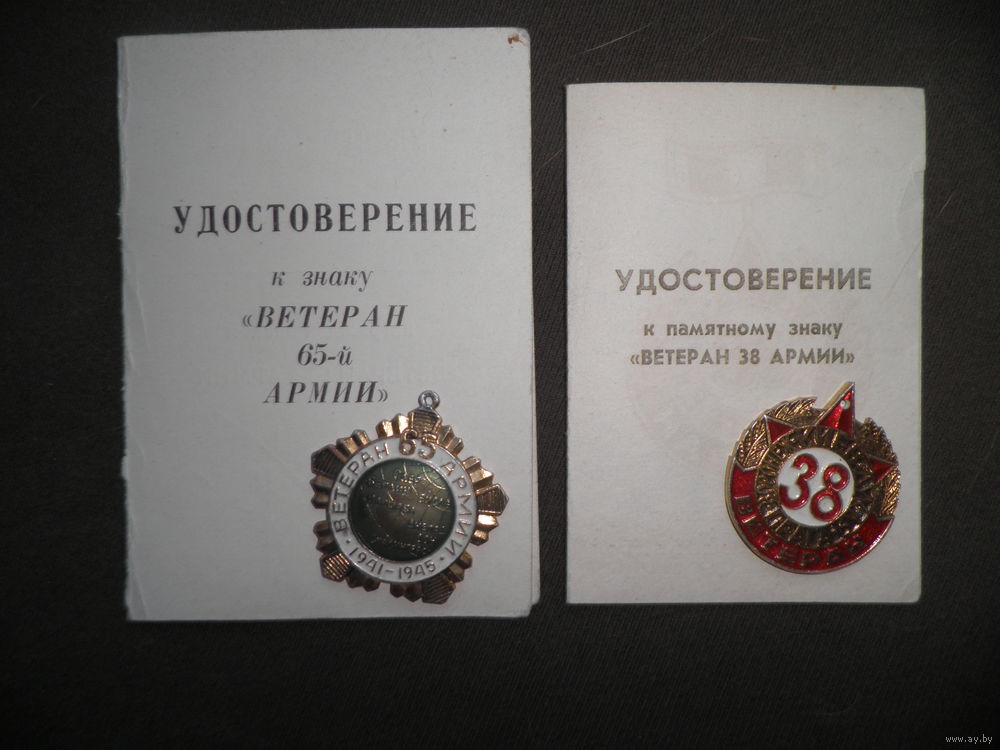 УДОСТОВЕРЕНИЕ
к знаку
«ВЕТЕРАН
65-й
АРМИИ»
ВЕТЕРАН 65 АРМИИ
• 1941-1945 •
УДОСТОВЕРЕНИЕ
к памятному знаку
«ВЕТЕРАН 38 АРМИИ»
38
ВЕТЕРАН
www.ay.by